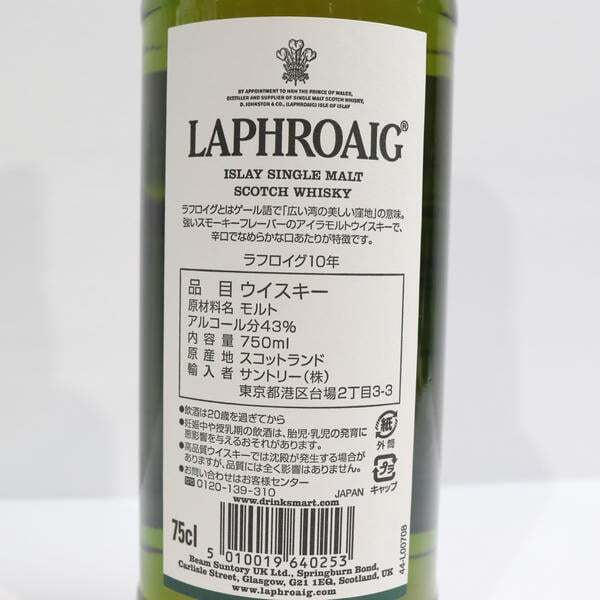 BY APPOINTMENT TO HRH THE PRINCE OF WALES,
DISTILLER AND SUPPLIER OF SINGLE MALT SCOTCH WHISKY,
D. JOHNSTON & CO., (LAPHROAIG) ISLE OF ISLAY
LAPHROAIG®
ISLAY SINGLE MALT
SCOTCH WHISKY
ラフロイグとはゲール語で「広い湾の美しい窪地」の意味。
強いスモーキーフレーバーのアイラモルトウイスキーで、
辛口でなめらかな口あたりが特徴です。
ラフロイグ10年
品 目 ウイスキー
原材料名 モルト
アルコール分43%
内 容 量 750ml
原 産 地 スコットランド
輸 入 者 サントリー(株)
東京都港区台場2丁目3-3
●飲酒は20歳を過ぎてから
●妊娠中や授乳期の飲酒は、胎児・乳児の発育に
悪影響を与えるおそれがあります。
●高品質ウイスキーでは沈殿が発生する場合が
ありますが、品質には全く影響はありません。
●お問い合わせはお客様センター
0120-139-310
紙
外筒
プラ
キャップ
JAPAN
www.drinksmart.com
75cl
5 010019 640253
44-L00708
Beam Suntory UK Ltd., Springburn Bond,
Carlisle Street, Glasgow, G21 1EQ, Scotland, UK
www.laphroaig.com